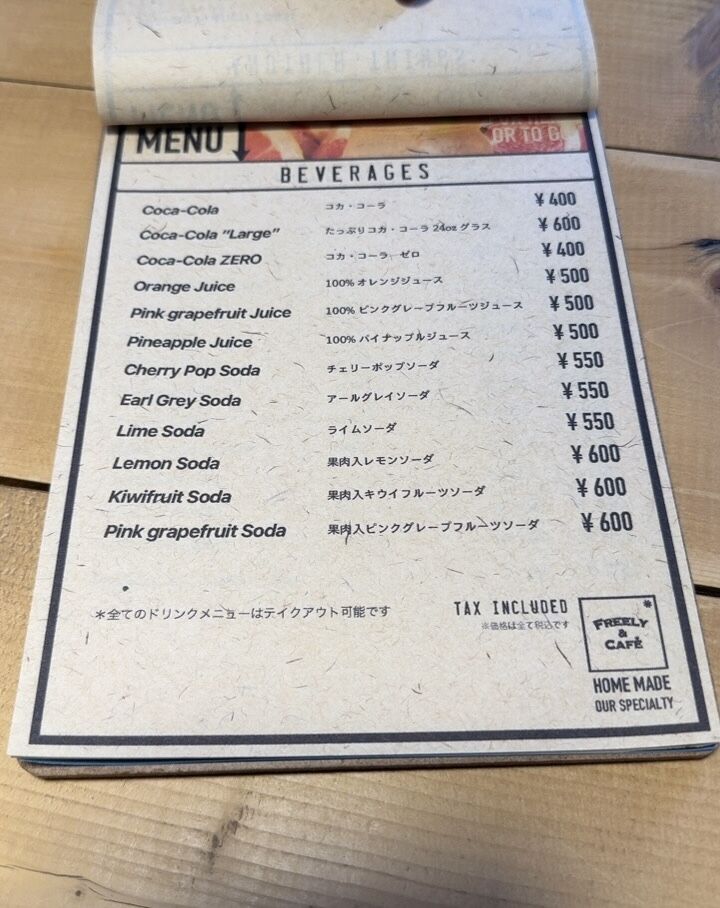 MENU
OR TO G
BEVERAGES
Coca-Cola コカ・コーラ ¥400
Coca-Cola "Large" たっぷりコカ・コーラ 24oz グラス ¥600
Coca-Cola ZERO コカ・コーラ ゼロ ¥400
Orange Juice 100% オレンジジュース ¥500
Pink grapefruit Juice 100% ピンクグレープフルーツジュース ¥500
Pineapple Juice 100% パイナップルジュース ¥500
Cherry Pop Soda チェリーポップソーダ ¥550
Earl Grey Soda アールグレイソーダ ¥550
Lime Soda ライムソーダ ¥550
Lemon Soda 果肉入レモンソーダ ¥600
Kiwifruit Soda 果肉入キウイフルーツソーダ ¥600
Pink grapefruit Soda 果肉入ピンクグレープフルーツソーダ ¥600
＊全てのドリンクメニューはテイクアウト可能です
TAX INCLUDED
※価格は全て税込です
FREELY
&
CAFÉ
HOME MADE
OUR SPECIALTY